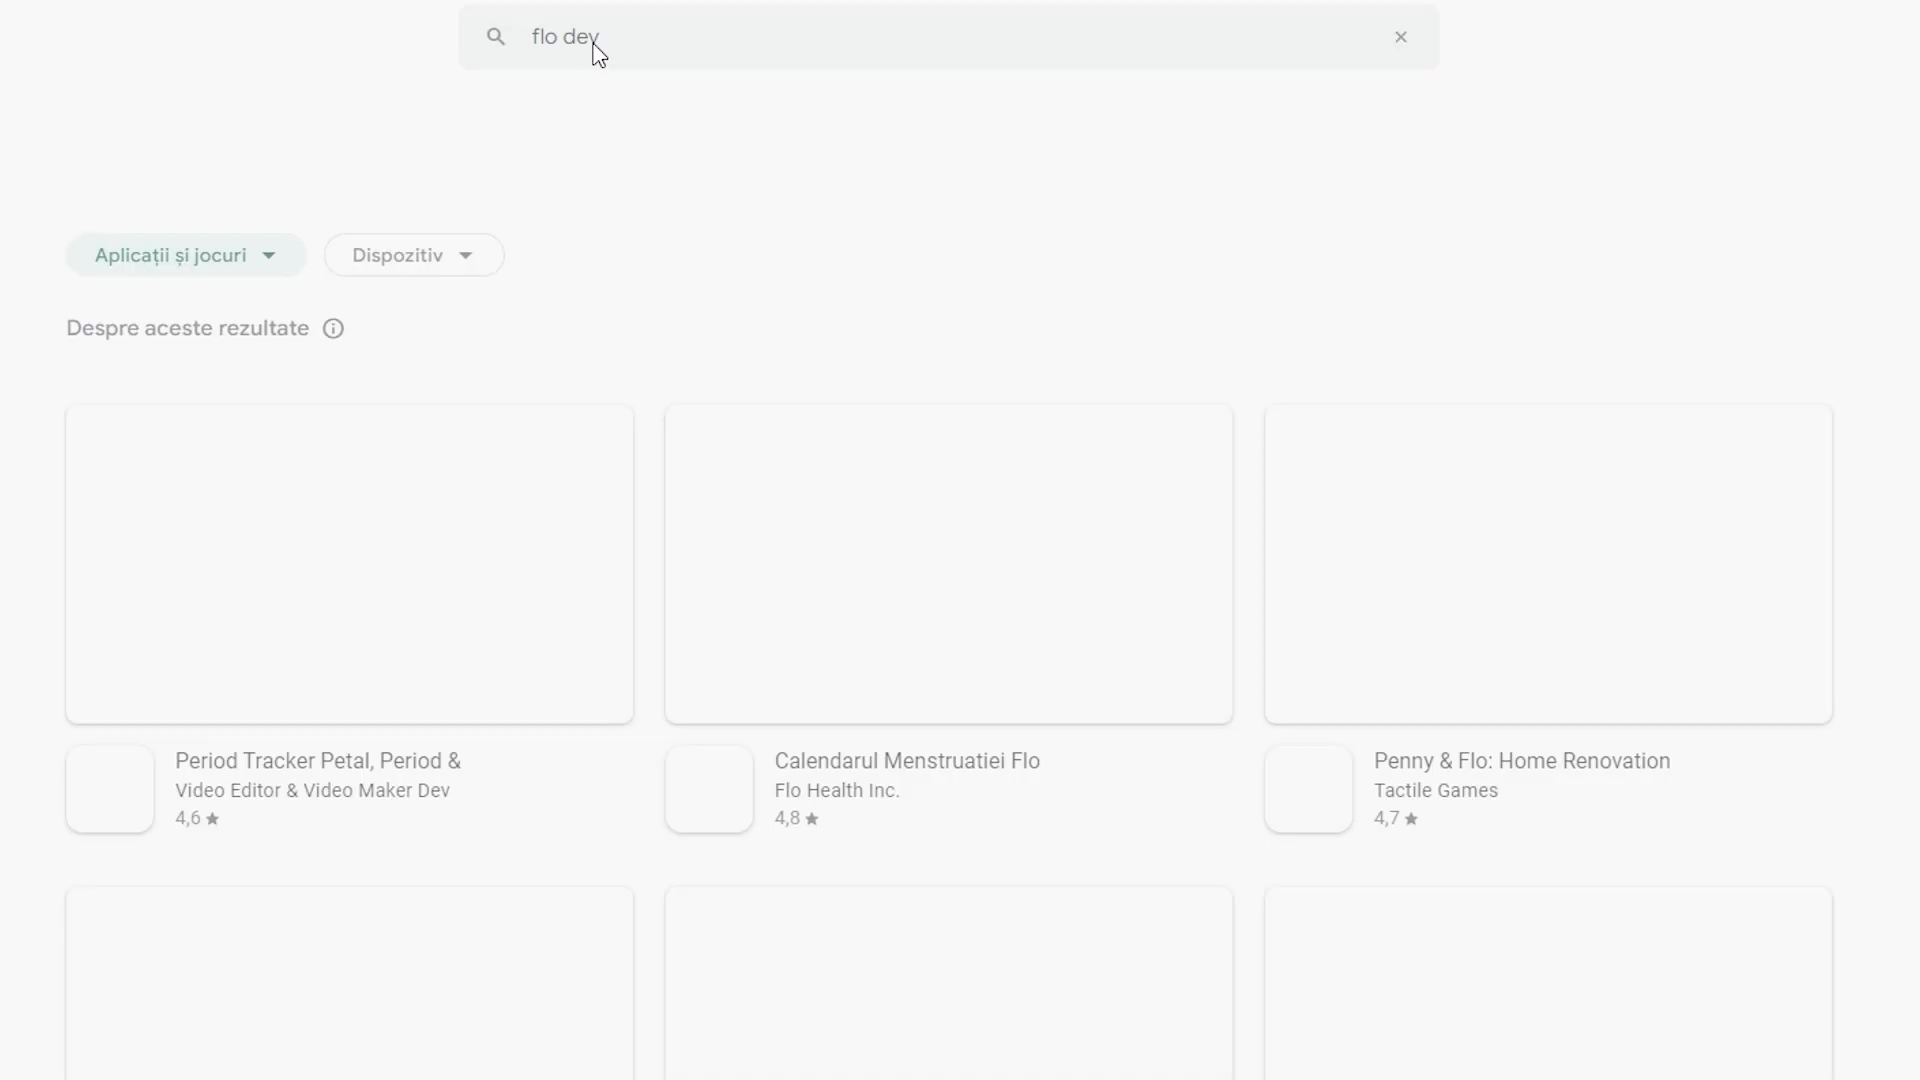 flo dev
Aplicații și jocuri
Dispozitiv
Despre aceste rezultate
Period Tracker Petal, Period &
Video Editor & Video Maker Dev
4,6
Calendarul Menstruatiei Flo
Flo Health Inc.
4,8
Penny & Flo: Home Renovation
Tactile Games
4,7